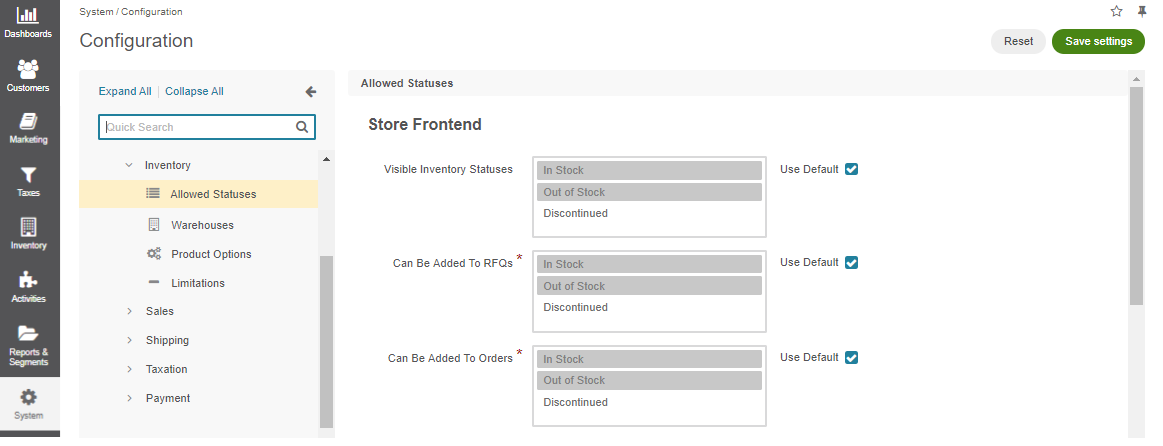 Dashboards
Customers
Marketing
Taxes
Inventory
Activities
Reports &
Segments
System
System / Configuration
Configuration
Reset
Save settings
Expand All
Collapse All
Quick Search
Inventory
Allowed Statuses
Warehouses
Product Options
Limitations
Sales
Shipping
Taxation
Payment
Allowed Statuses
Store Frontend
Visible Inventory Statuses
In Stock
Out of Stock
Discontinued
Use Default
Can Be Added To RFQs *
In Stock
Out of Stock
Discontinued
Use Default
Can Be Added To Orders *
In Stock
Out of Stock
Discontinued
Use Default